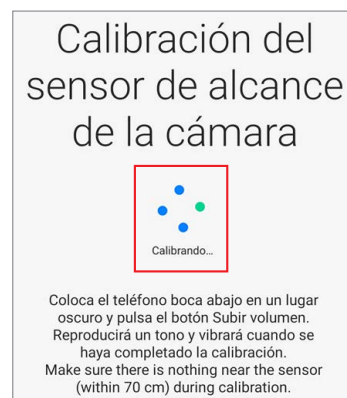 Calibración del
sensor de alcance
de la cámara
Calibrando...
Coloca el teléfono boca abajo en un lugar
oscuro y pulsa el botón Subir volumen.
Reproducirá un tono y vibrará cuando se
haya completado la calibración.
Make sure there is nothing near the sensor
(within 70 cm) during calibration.